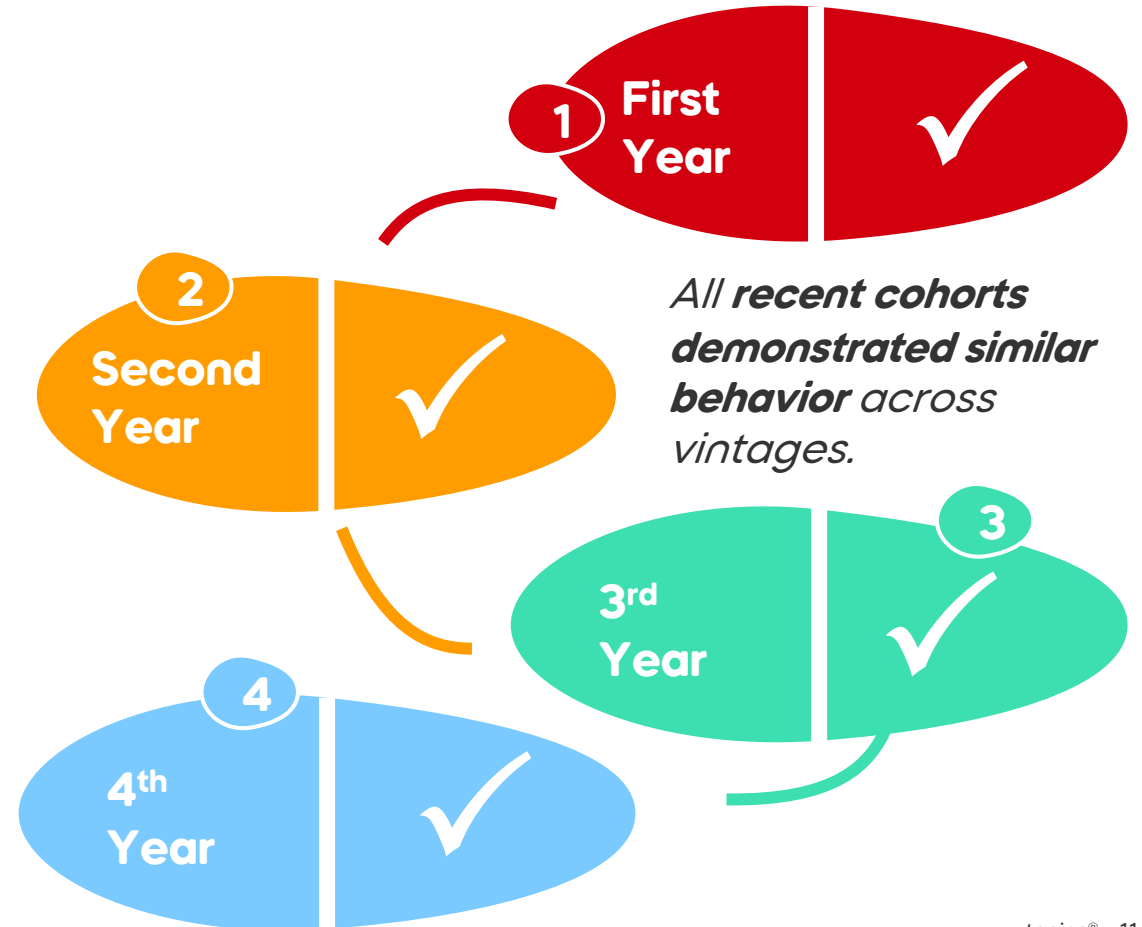 1
First
Year
2
Second
Year
All recent cohorts
demonstrated similar
behavior across
vintages.
3
3rd
Year
4
4th
Year
11